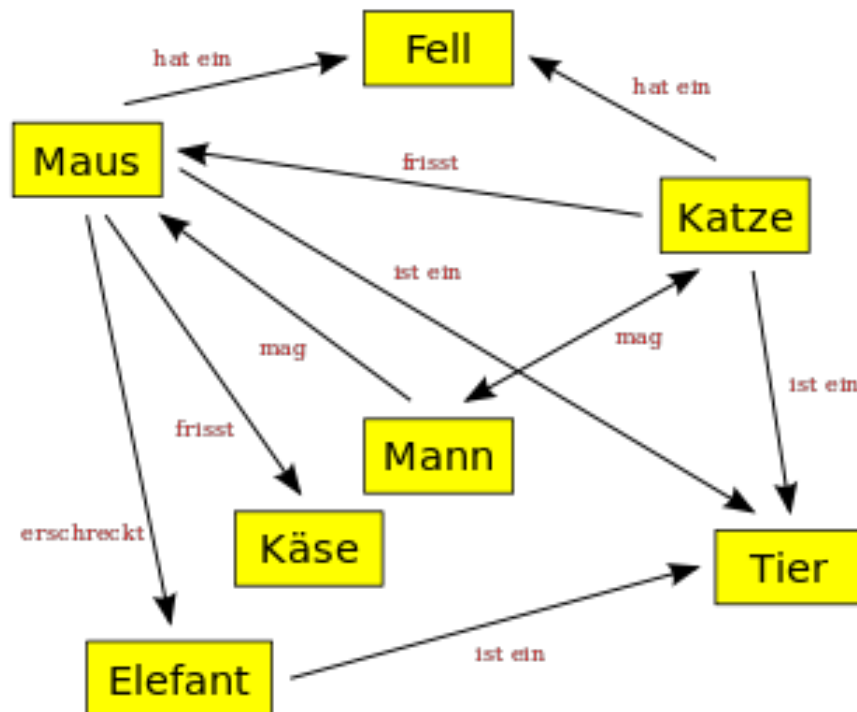 Fell
hat ein
hat ein
Maus
frisst
Katze
ist ein
mag
mag
ist ein
frisst
Mann
erschreckt
Käse
Tier
ist ein
Elefant